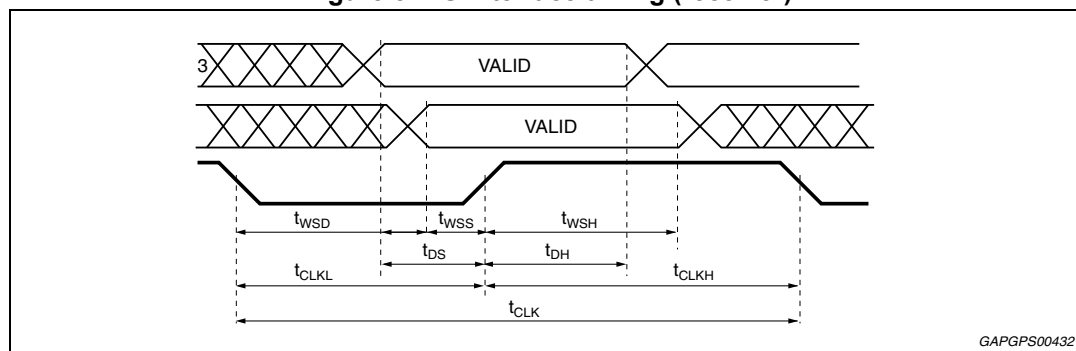 3
VALID
VALID
tWSD
tWSS
tWSH
tDS
tDH
tCLKL
tCLKH
tCLK
GAPGPS00432